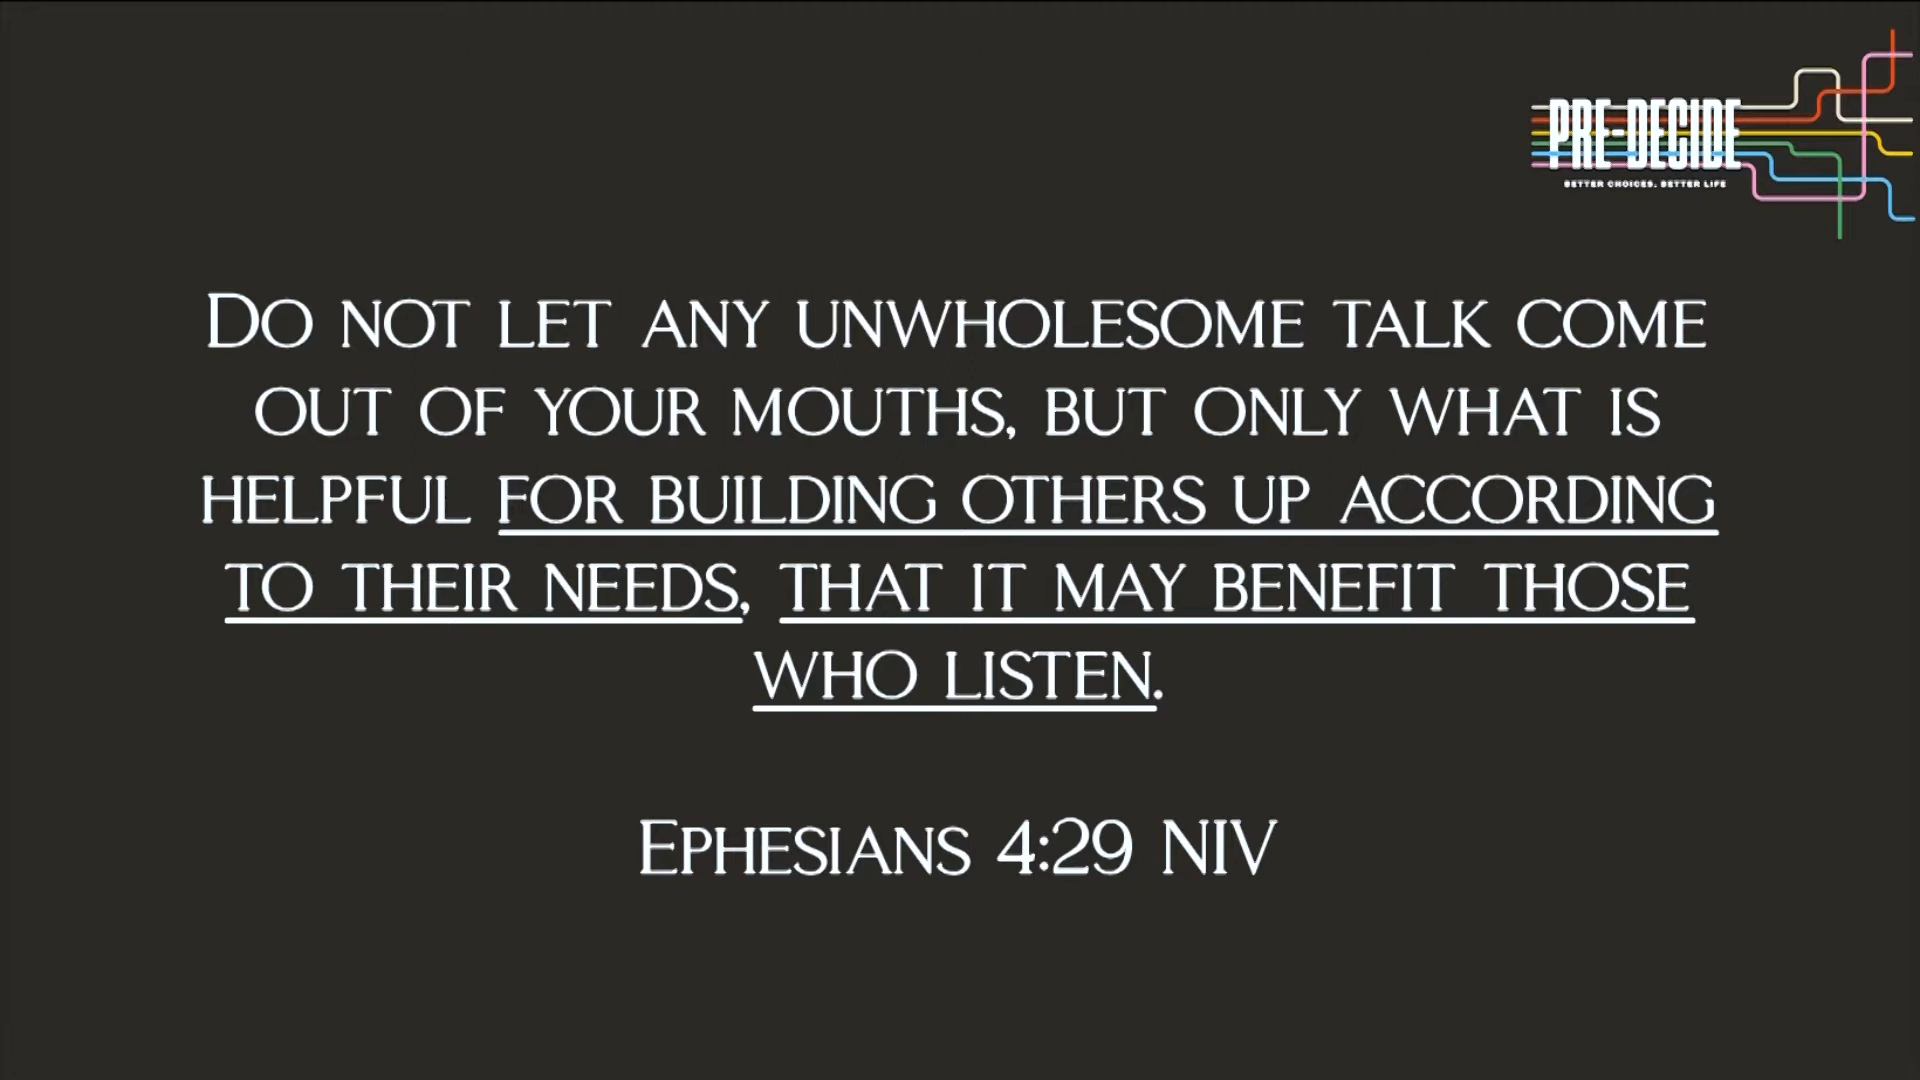 PRE-DECIDE
BETTER CHOICES. BETTER LIFE
Do not let any unwholesome talk come
out of your mouths, but only what is
helpful for building others up according
to their needs, that it may benefit those
who listen.
Ephesians 4:29 NIV